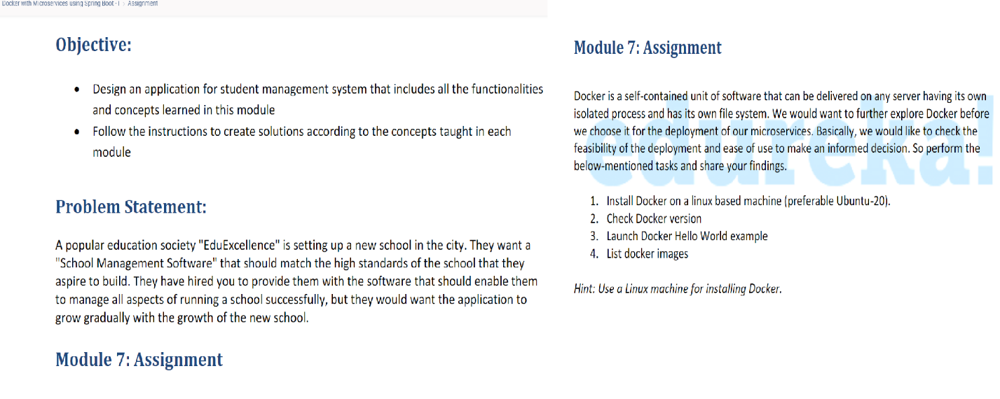 Docker with Microservices using Spring Boot - I › Assignment
Objective:
• Design an application for student management system that includes all the functionalities
and concepts learned in this module
• Follow the instructions to create solutions according to the concepts taught in each
module
Problem Statement:
A popular education society "EduExcellence" is setting up a new school in the city. They want a
"School Management Software" that should match the high standards of the school that they
aspire to build. They have hired you to provide them with the software that should enable them
to manage all aspects of running a school successfully, but they would want the application to
grow gradually with the growth of the new school.
Module 7: Assignment
Module 7: Assignment
Docker is a self-contained unit of software that can be delivered on any server having its own
isolated process and has its own file system. We would want to further explore Docker before
we choose it for the deployment of our microservices. Basically, we would like to check the
feasibility of the deployment and ease of use to make an informed decision. So perform the
below-mentioned tasks and share your findings.
edureka!
1. Install Docker on a linux based machine (preferable Ubuntu-20).
2. Check Docker version
3. Launch Docker Hello World example
4. List docker images
Hint: Use a Linux machine for installing Docker.